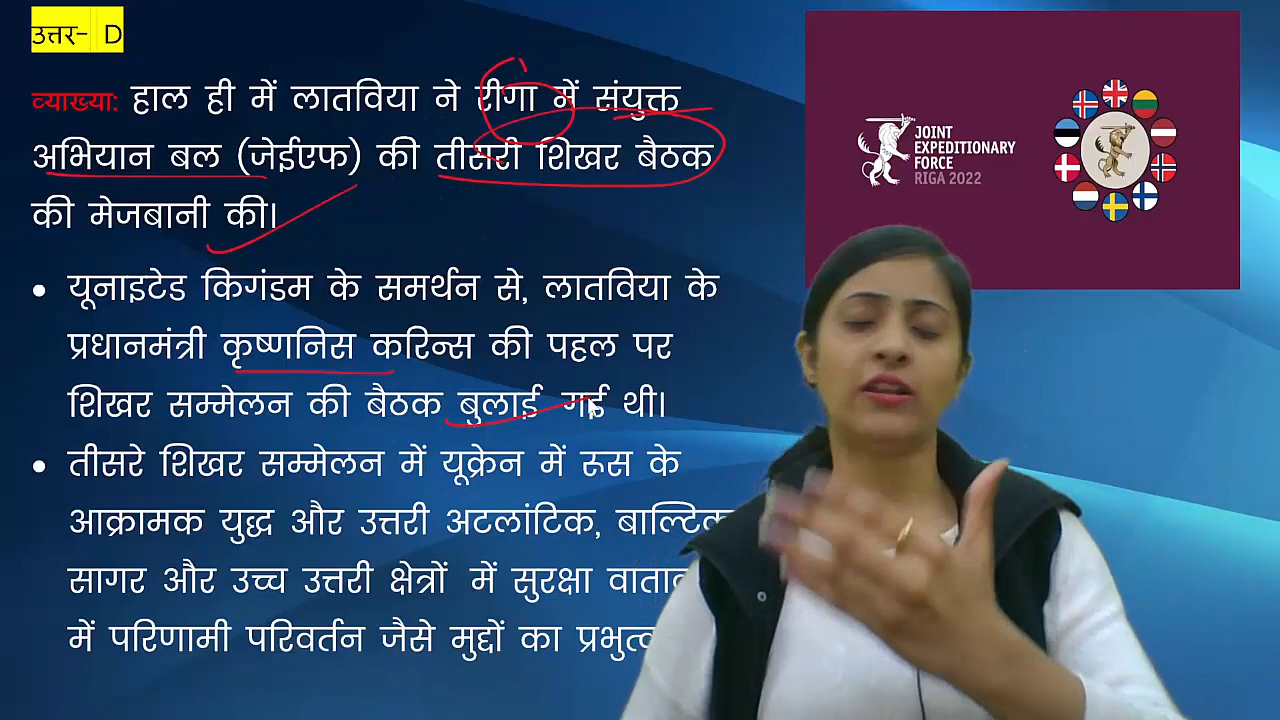 उत्तर- D
व्याख्या: हाल ही में लातविया ने रीगा में संयुक्त
अभियान बल (जेईएफ) की तीसरी शिखर बैठक
की मेजबानी की।
• यूनाइटेड किगंडम के समर्थन से, लातविया के
प्रधानमंत्री कृष्णनिस करिन्स की पहल पर
शिखर सम्मेलन की बैठक बुलाई गई थी।
• तीसरे शिखर सम्मेलन में यूक्रेन में रूस के
आक्रामक युद्ध और उत्तरी अटलांटिक, बाल्टिक
सागर और उच्च उत्तरी क्षेत्रों में सुरक्षा
में परिणामी परिवर्तन जैसे मुद्दों का
JOINT
EXPEDITIONARY
FORCE
RIGA 2022